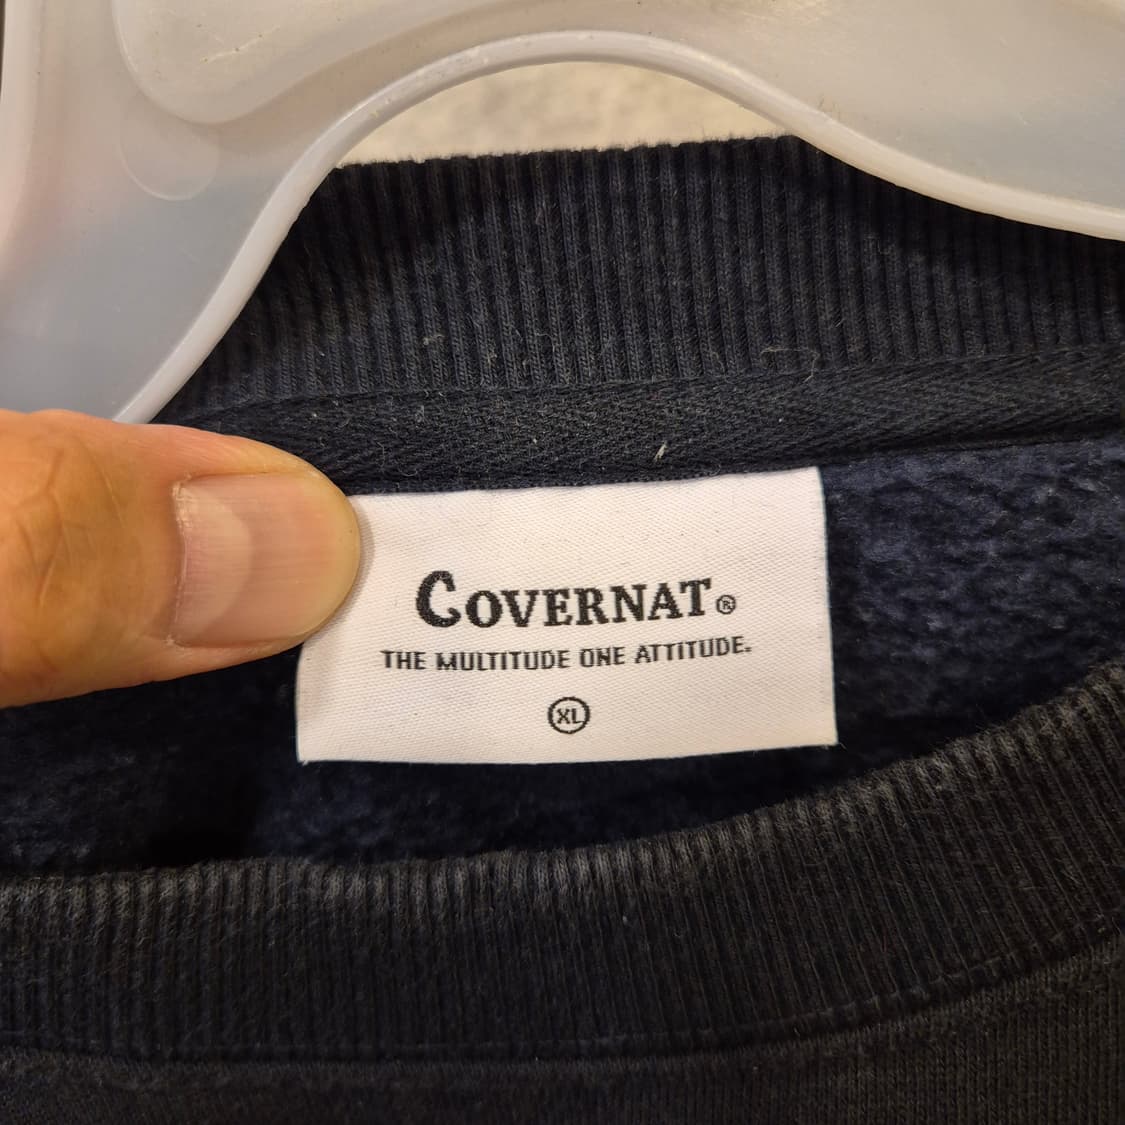 COVERNAT®
THE MULTITUDE ONE ATTITUDE.
XL